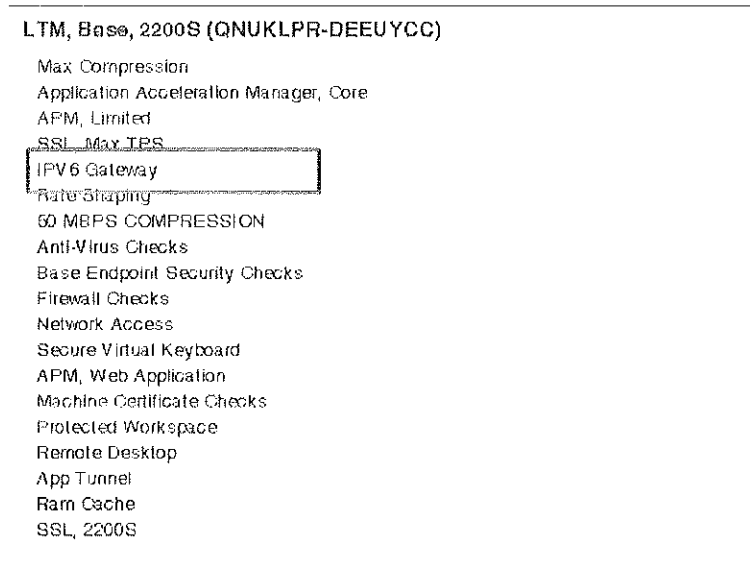 LTM, Base, 2200S (QNUKLPR-DEEUYCC)
Max Compression
Application Acceleration Manager, Core
APM, Limited
SSL, Max TPS
IPV6 Gateway
Rate Shaping
50 MBPS COMPRESSION
Anti-Virus Checks
Base Endpoint Security Checks
Firewall Checks
Network Access
Secure Virtual Keyboard
APM, Web Application
Machine Certificate Checks
Protected Workspace
Remote Desktop
App Tunnel
Ram Cache
SSL, 2200S